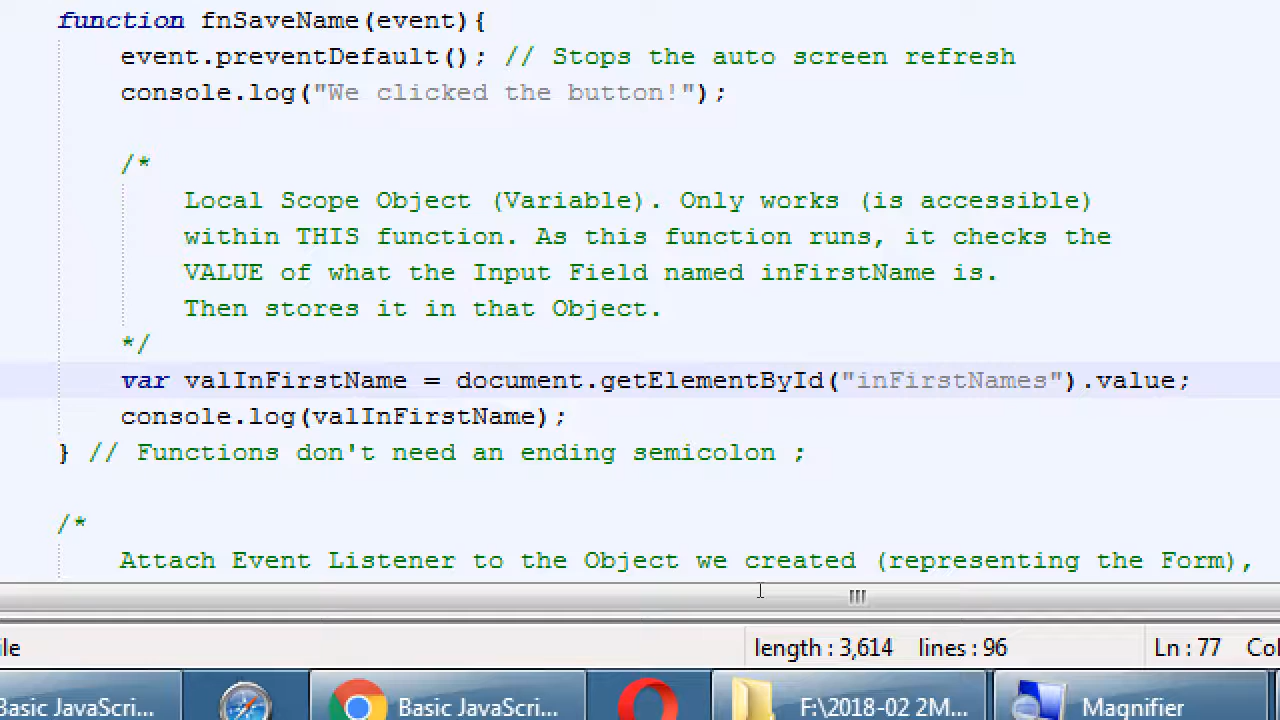 function fnSaveName(event){
event.preventDefault(); // Stops the auto screen refresh
console.log("We clicked the button!");
/*
Local Scope Object (Variable). Only works (is accessible)
within THIS function. As this function runs, it checks the
VALUE of what the Input Field named inFirstName is.
Then stores it in that Object.
*/
var valInFirstName = document.getElementById("inFirstNames").value;
console.log(valInFirstName);
} // Functions don't need an ending semicolon ;
/*
Attach Event Listener to the Object we created (representing the Form),
ile length : 3,614 lines : 96 Ln : 77 Col
Basic JavaScri... Basic JavaScri... F:\2018-02 2M... Magnifier